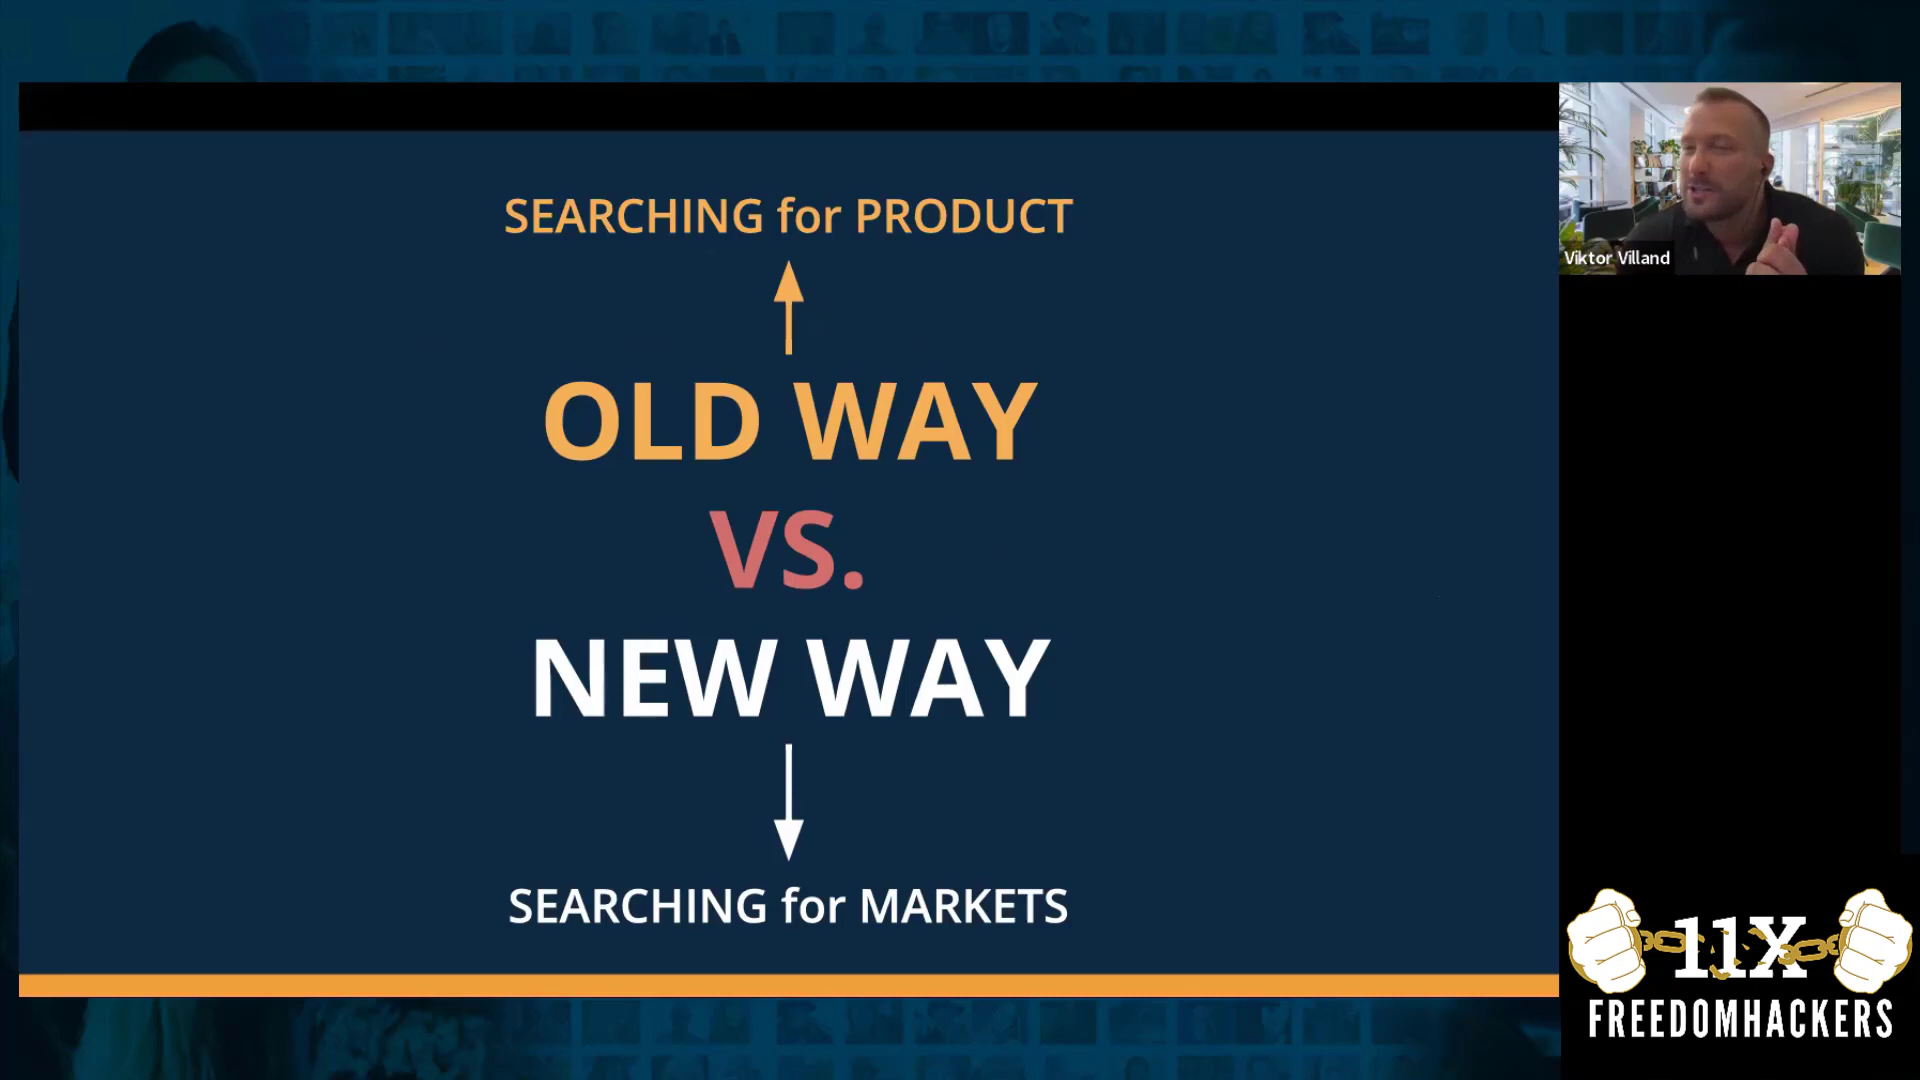 SEARCHING for PRODUCT
OLD WAY
VS.
NEW WAY
SEARCHING for MARKETS
Viktor Villand
11X
FREEDOMHACKERS